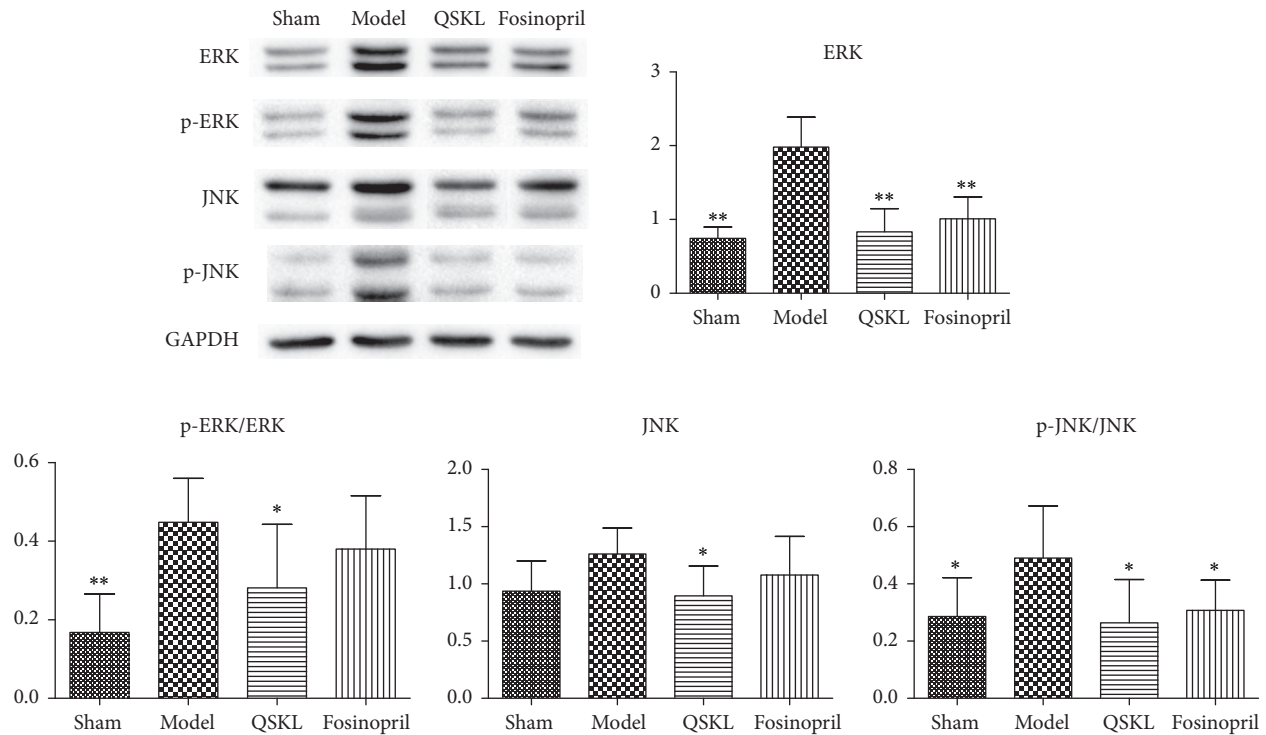 Sham Model QSKL Fosinopril
ERK
p-ERK
JNK
p-JNK
GAPDH
ERK
3
2
1
0
**
**
**
Sham Model QSKL Fosinopril
p-ERK/ERK
0.6
0.4
0.2
0.0
**
*
Sham Model QSKL Fosinopril
JNK
2.0
1.5
1.0
0.5
0.0
*
Sham Model QSKL Fosinopril
p-JNK/JNK
0.8
0.6
0.4
0.2
0.0
*
*
*
Sham Model QSKL Fosinopril